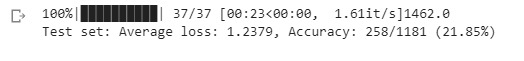 100%|██████████| 37/37 [00:23<00:00,  1.61it/s]1462.0
Test set: Average loss: 1.2379, Accuracy: 258/1181 (21.85%)